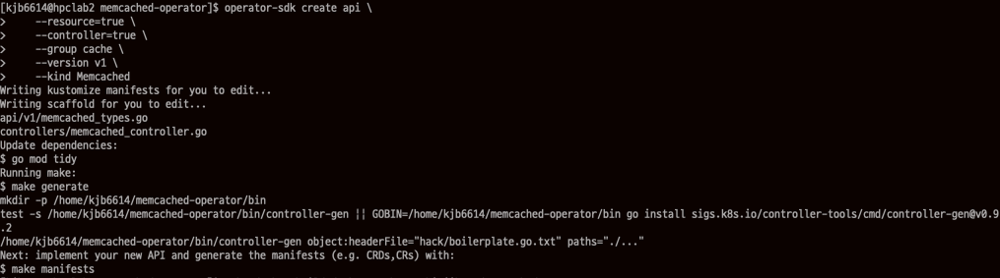 [kjb6614@hpclab2 memcached-operator]$ operator-sdk create api \
>     --resource=true \
>     --controller=true \
>     --group cache \
>     --version v1 \
>     --kind Memcached
Writing kustomize manifests for you to edit...
Writing scaffold for you to edit...
api/v1/memcached_types.go
controllers/memcached_controller.go
Update dependencies:
$ go mod tidy
Running make:
$ make generate
mkdir -p /home/kjb6614/memcached-operator/bin
test -s /home/kjb6614/memcached-operator/bin/controller-gen || GOBIN=/home/kjb6614/memcached-operator/bin go install sigs.k8s.io/controller-tools/cmd/controller-gen@v0.9
.2
/home/kjb6614/memcached-operator/bin/controller-gen object:headerFile="hack/boilerplate.go.txt" paths="./..."
Next: implement your new API and generate the manifests (e.g. CRDs,CRs) with:
$ make manifests